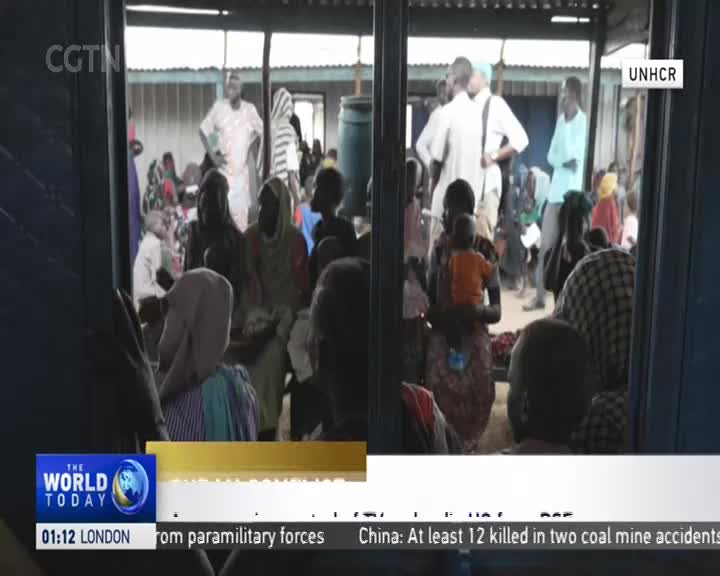 CGTN
UNHCR
THE
WORLD
TODAY
01:12 LONDON
from paramilitary forces China: At least 12 killed in two coal mine accidents